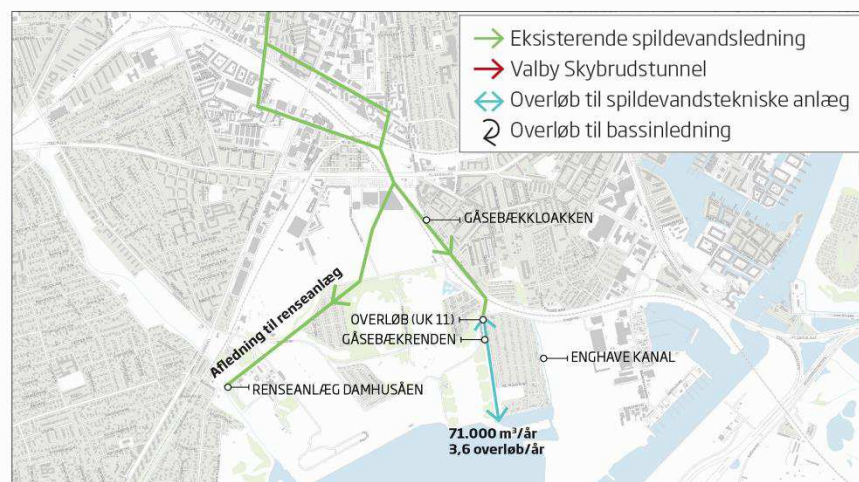 Eksisterende spildevandsledning
Valby Skybrudstunnel
Overløb til spildevandstekniske anlæg
Overløb til bassinledning
GÅSEBÆKKLOAKKEN
Afledning til renseanlæg
OVERLØB (UK 11)
GÅSEBÆKRENDEN
ENGHAVE KANAL
RENSEANLÆG DAMHUSÅEN
71.000 m³/år
3,6 overløb/år